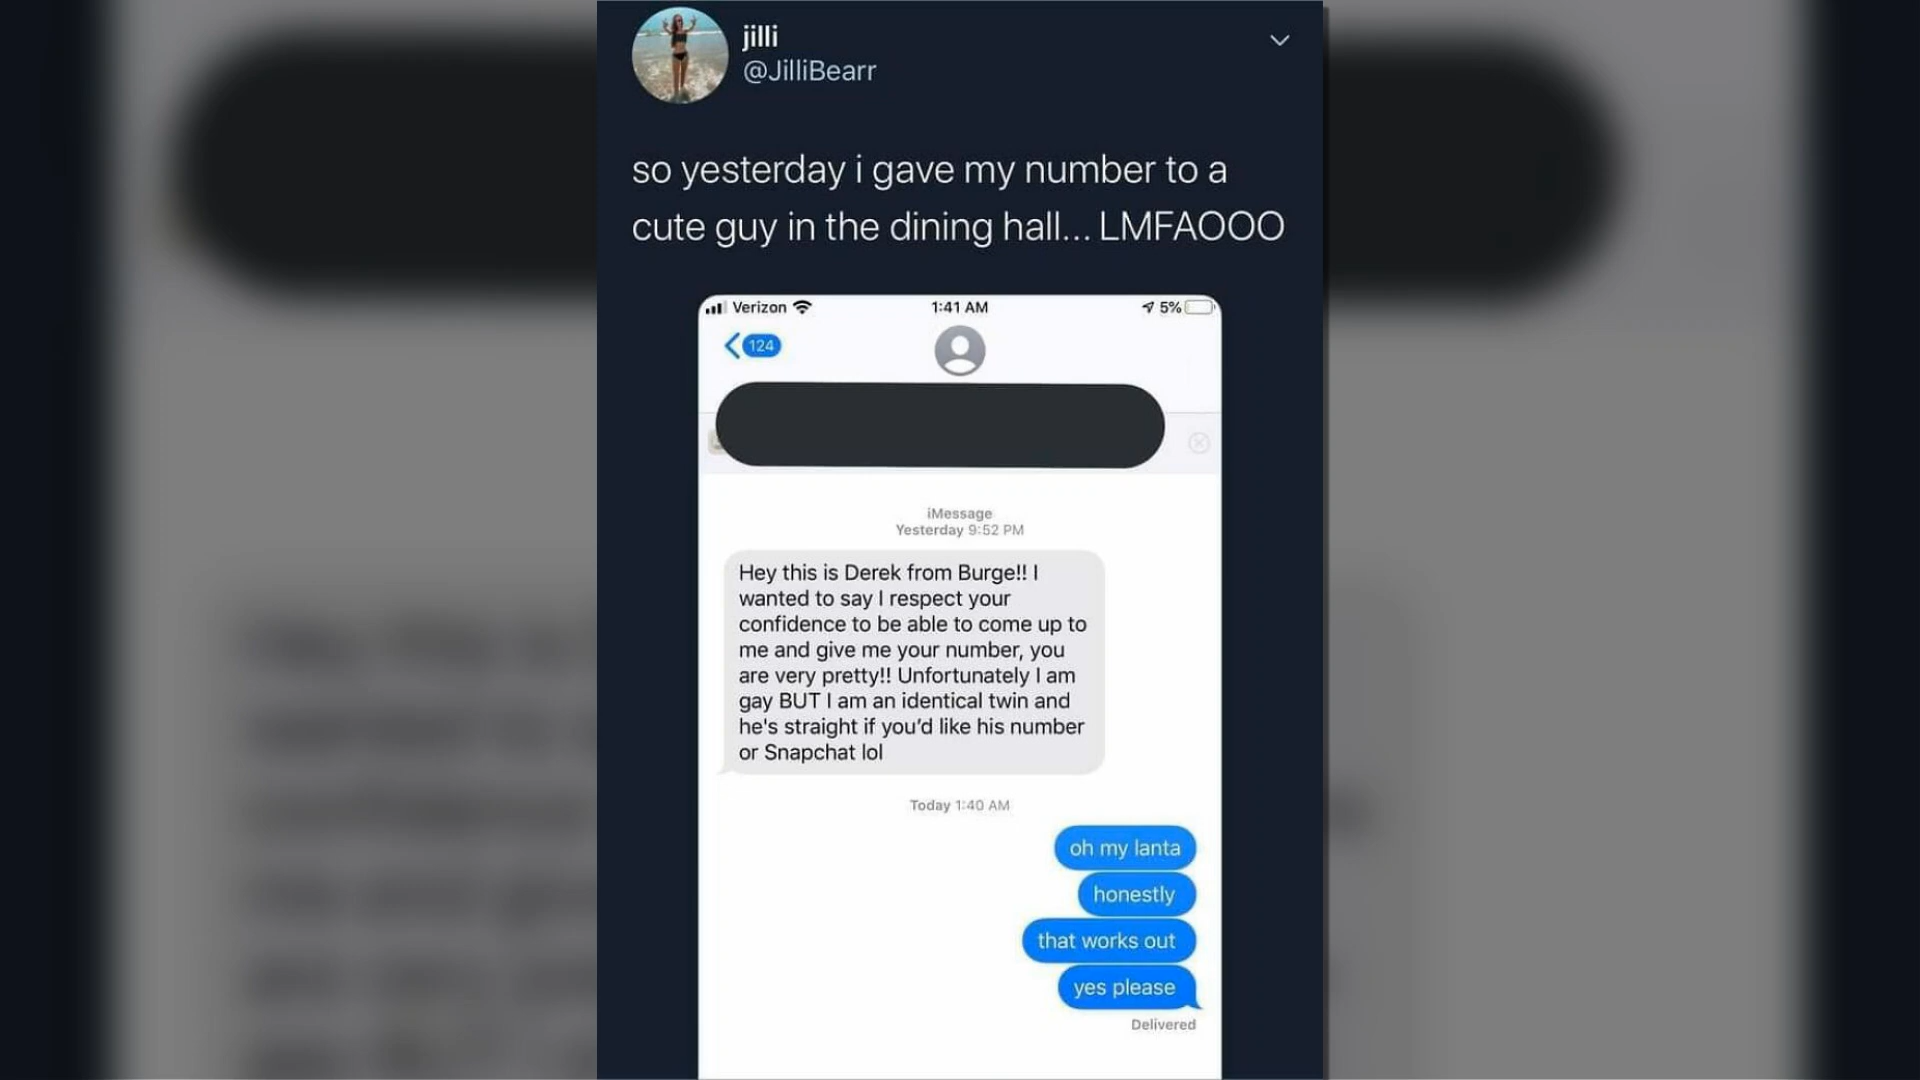 jilli
@JilliBearr
so yesterday i gave my number to a
cute guy in the dining hall... LMFAOOO
Verizon 1:41 AM 5%
124
iMessage
Yesterday 9:52 PM
Hey this is Derek from Burge!! I
wanted to say I respect your
confidence to be able to come up to
me and give me your number, you
are very pretty!! Unfortunately I am
gay BUT I am an identical twin and
he's straight if you’d like his number
or Snapchat lol
Today 1:40 AM
oh my lanta
honestly
that works out
yes please
Delivered